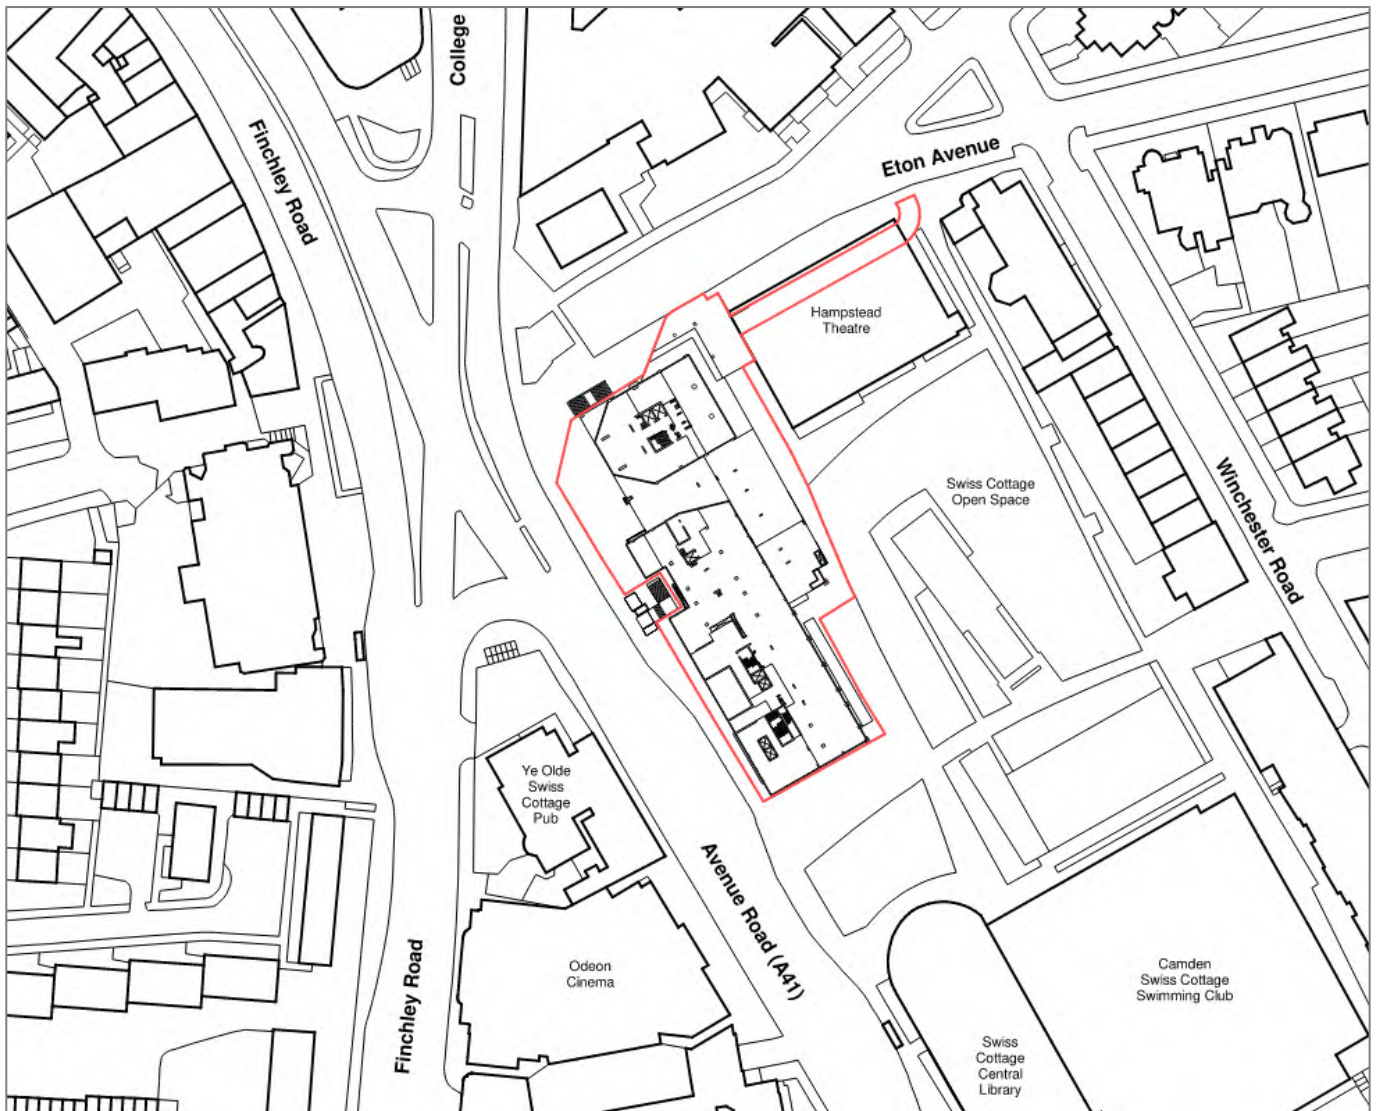 College
Finchley Road
Eton Avenue
Hampstead
Theatre
Swiss Cottage
Open Space
Winchester Road
Ye Olde
Swiss
Cottage
Pub
Avenue Road (A41)
Finchley Road
Odeon
Cinema
Camden
Swiss Cottage
Swimming Club
Swiss
Cottage
Central
Library